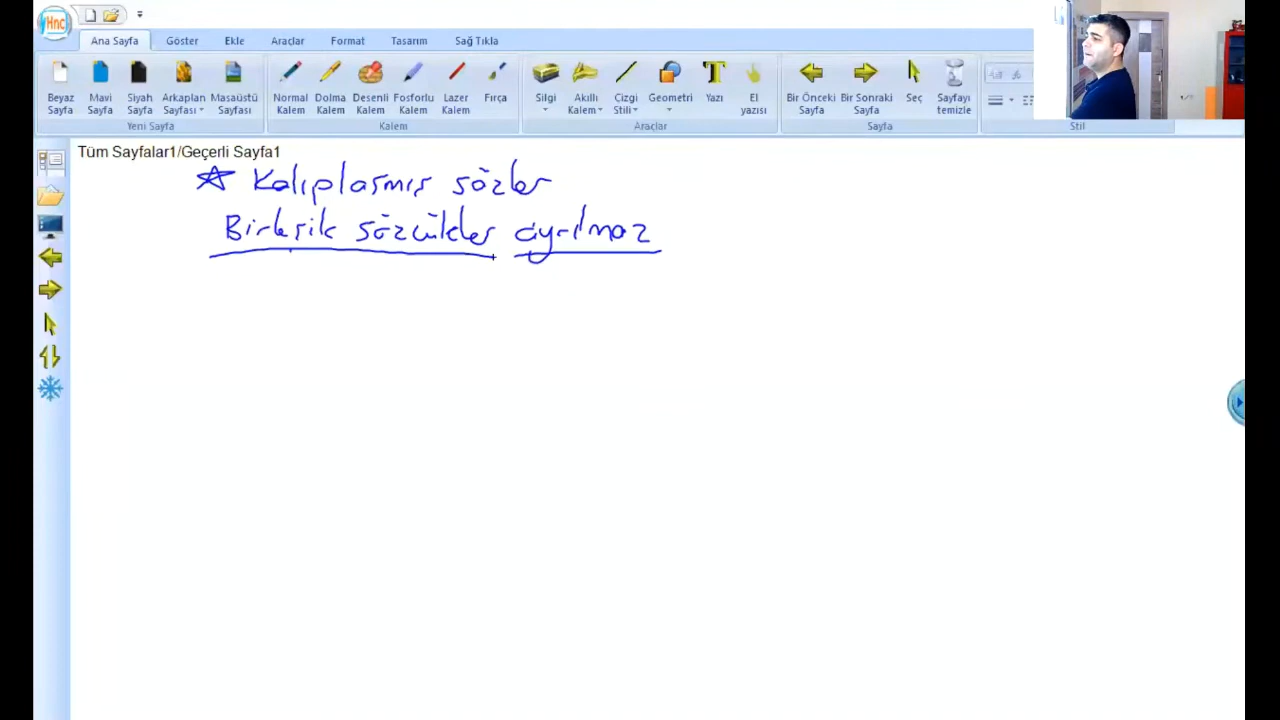 Hnc
Ana Sayfa Göster Ekle Araçlar Format Tasarım Sağ Tıkla
Beyaz Sayfa Mavi Sayfa Siyah Sayfa Arkaplan Sayfası Masaüstü Sayfası Normal Kalem Dolma Kalem Desenli Kalem Fosforlu Kalem Lazer Kalem Fırça Silgi Akıllı Kalem Çizgi Stili Geometri Yazı El yazısı Bir Önceki Sayfa Bir Sonraki Sayfa Seç Sayfayı temizle
Yeni Sayfa Kalem Araçlar Sayfa Stil
Tüm Sayfalar1/Geçerli Sayfa1
Kalıplaşmış sözler
Birleşik sözcükler ayrılmaz